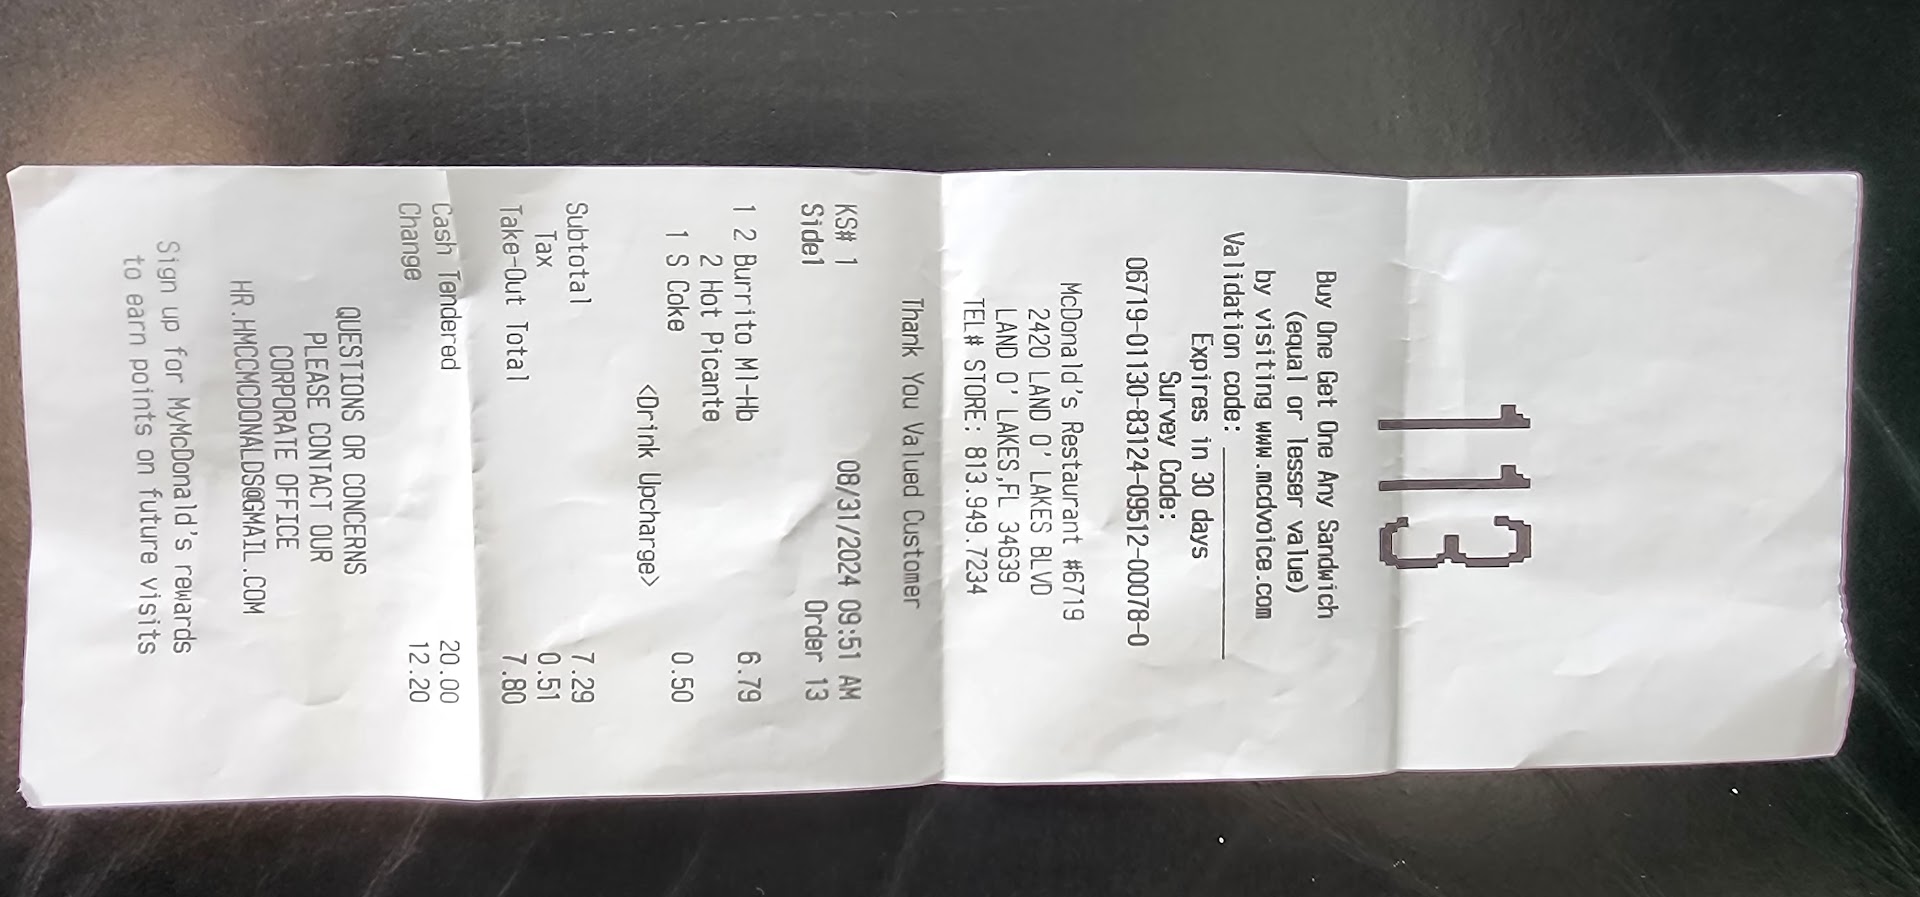 113
Buy One Get One Any Sandwich
(equal or lesser value)
by visiting www.mcdvoice.com
Validation code: ____________
Expires in 30 days
Survey Code:
06719-01130-83124-09512-00078-0
McDonald's Restaurant #6719
2420 LAND O' LAKES BLVD
LAND O' LAKES,FL 34639
TEL# STORE: 813.949.7234
Thank You Valued Customer
KS# 1 08/31/2024 09:51 AM
Side1 Order 13
1 2 Burrito Ml-Hb 6.79
2 Hot Picante
1 S Coke 0.50
<Drink Upcharge>
Subtotal 7.29
Tax 0.51
Take-Out Total 7.80
Cash Tendered 20.00
Change 12.20
QUESTIONS OR CONCERNS
PLEASE CONTACT OUR
CORPORATE OFFICE
HR.HMCCMCDONALDS@GMAIL.COM
Sign up for MyMcDonald's rewards
to earn points on future visits